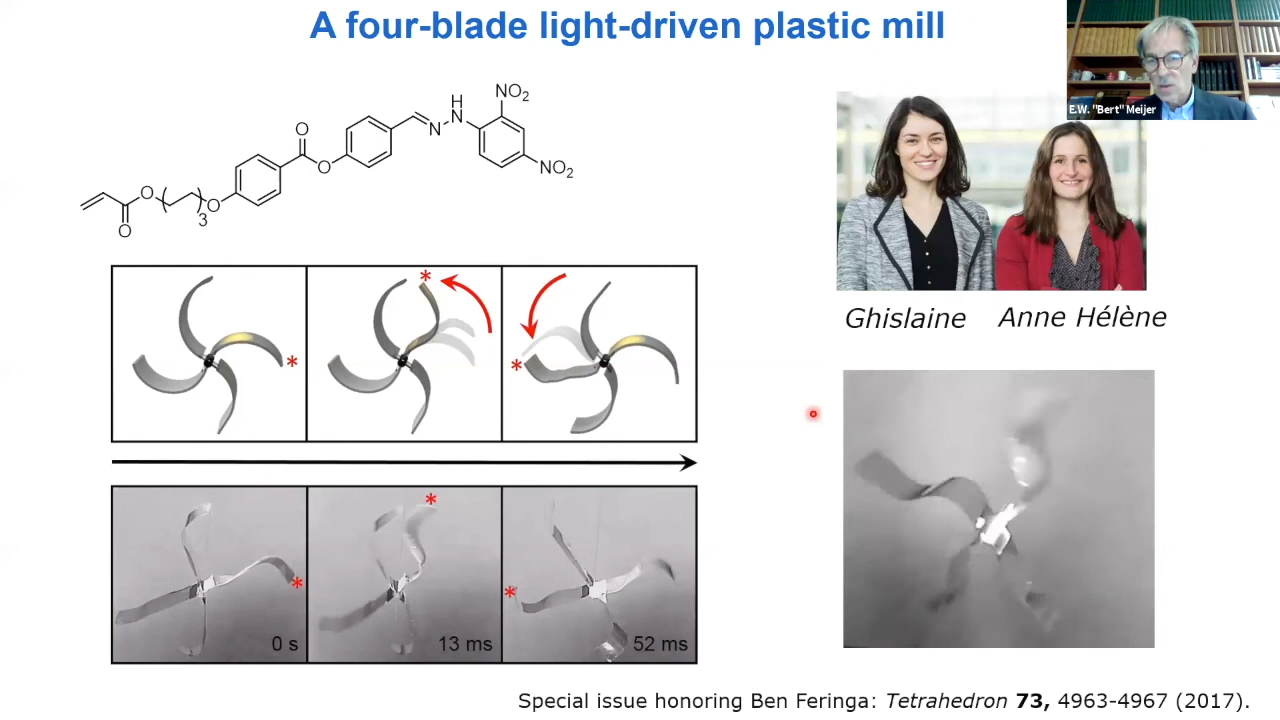 A four-blade light-driven plastic mill
E.W. "Bert" Meijer
O
O
O
3
O
O
N
H
N
NO₂
NO₂
Ghislaine
Anne Hélène
*
*
*
*
*
*
0 s
13 ms
52 ms
Special issue honoring Ben Feringa: Tetrahedron 73, 4963-4967 (2017).